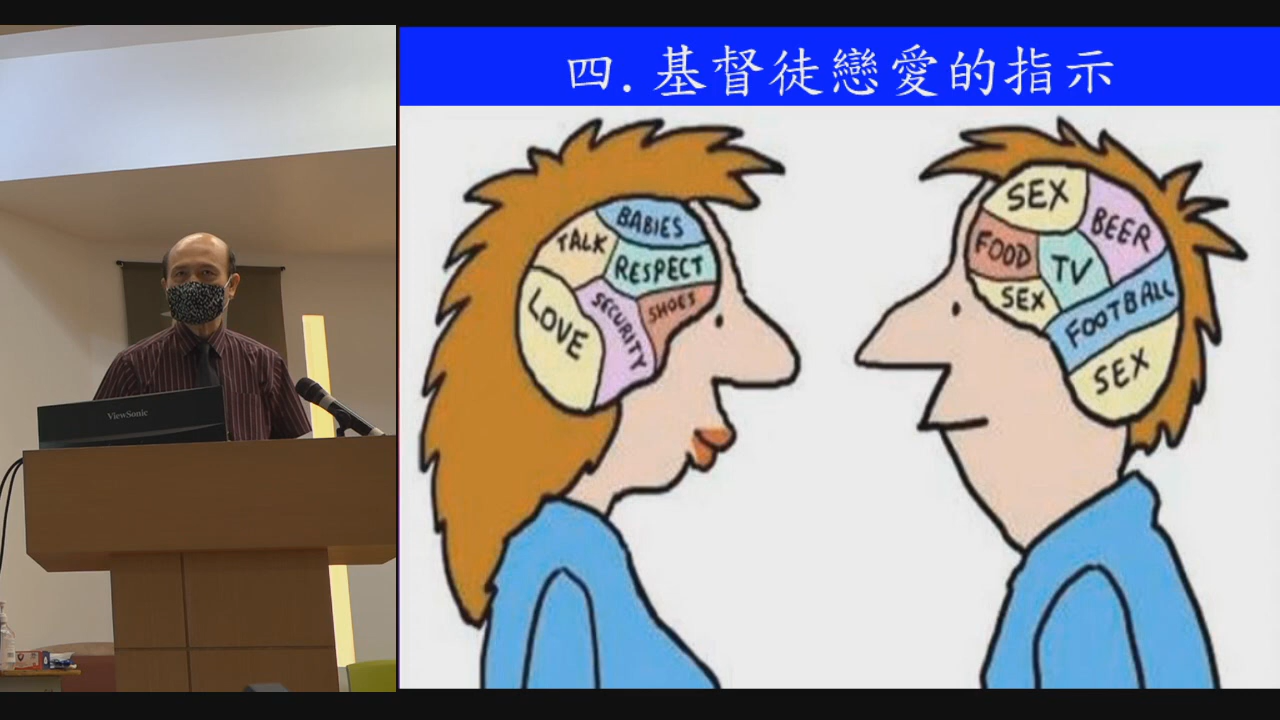 四.基督徒戀愛的指示
BABIES
TALK
RESPECT
LOVE
SECURITY
SHOES
SEX
BEER
FOOD
TV
SEX
FOOTBALL
SEX
ViewSonic